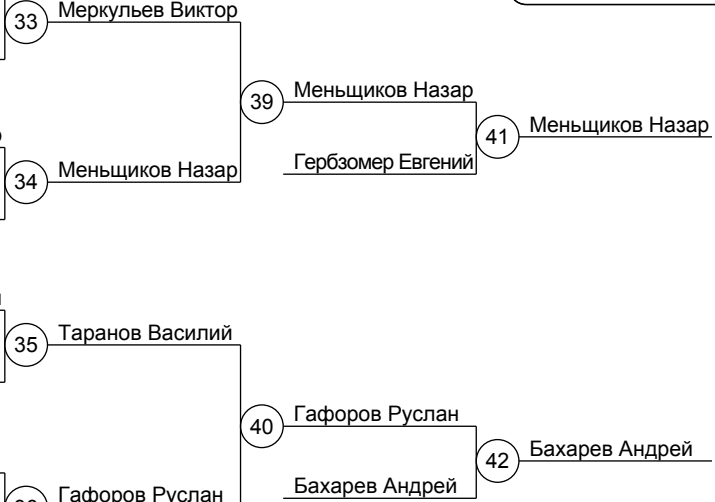 33 Меркульев Виктор
39 Меньщиков Назар
41 Меньщиков Назар
34 Меньщиков Назар
Гербзомер Евгений
35 Таранов Василий
40 Гафоров Руслан
42 Бахарев Андрей
Гафоров Руслан
Бахарев Андрей